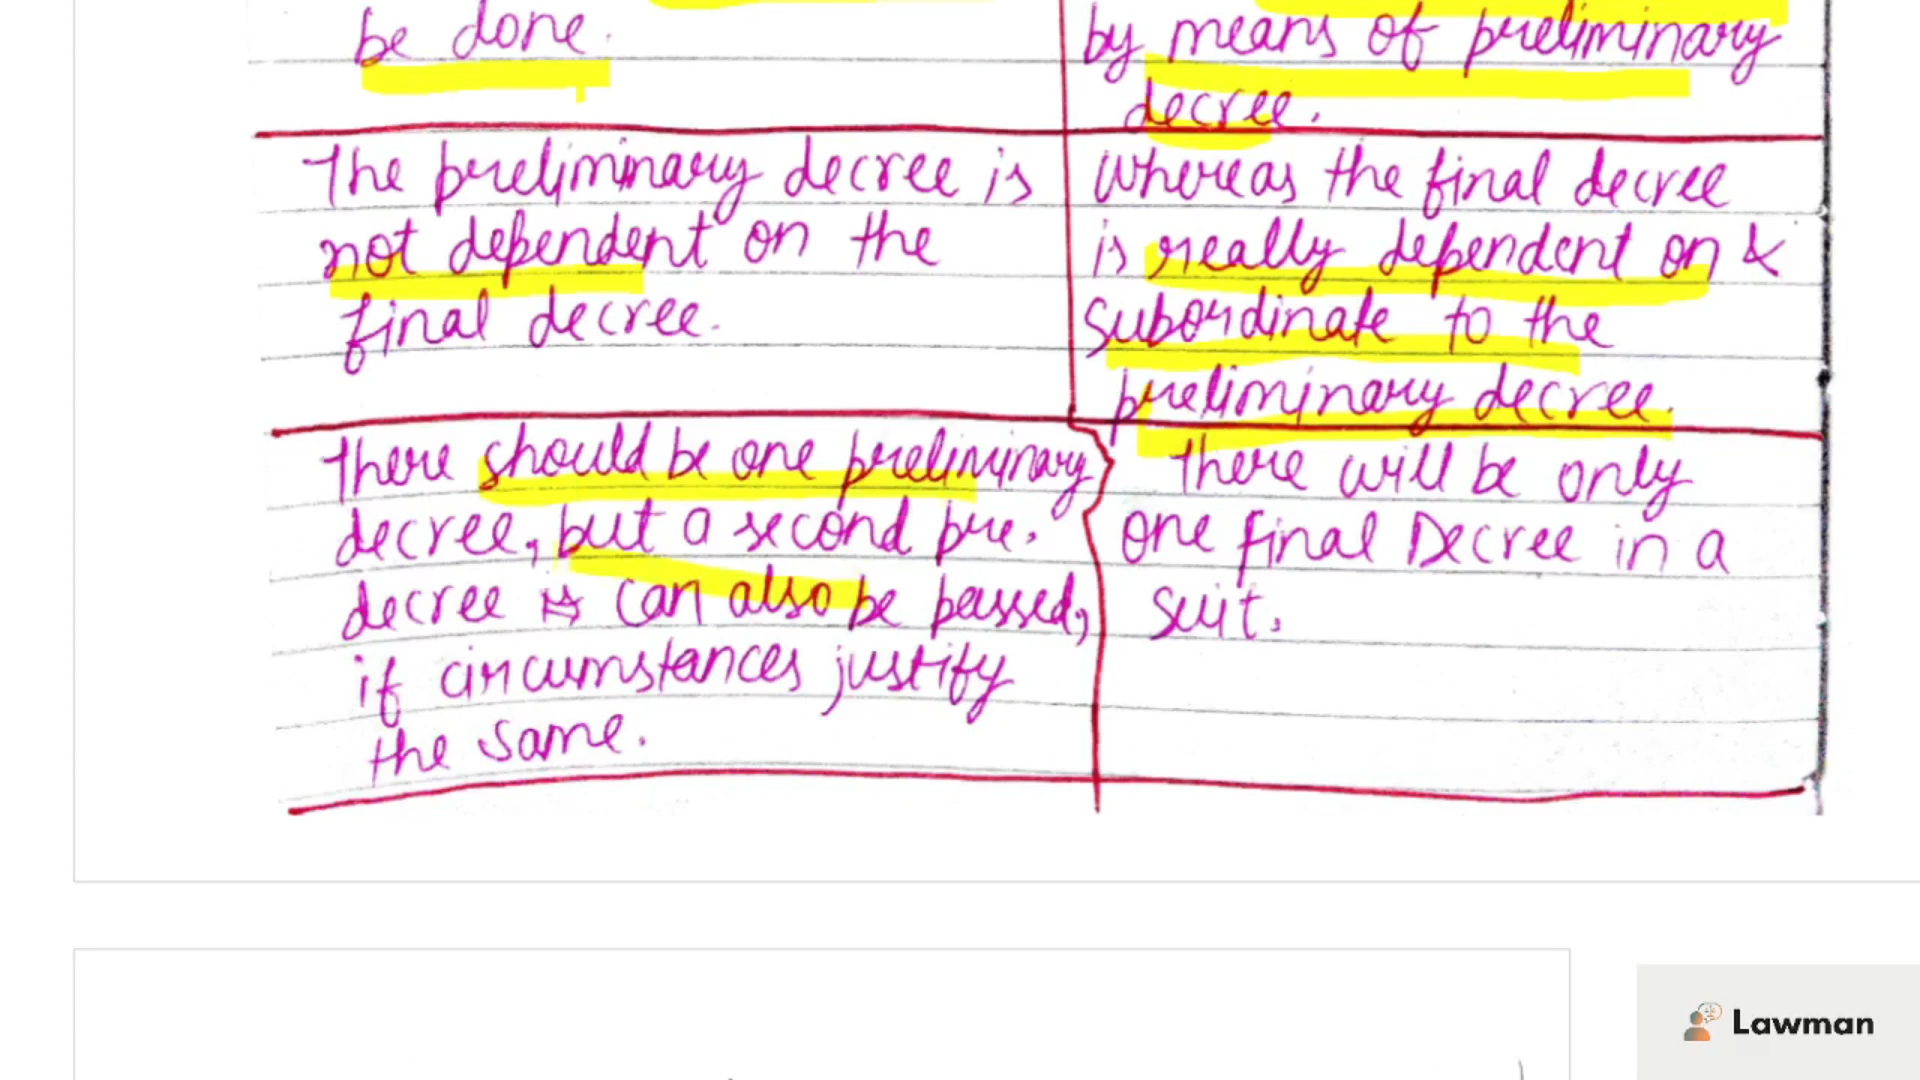 be done.
The preliminary decree is
not dependent on the
final decree.
There should be one preliminary
decree, but a second pre.
decree can also be passed,
if circumstances justify
the same.
by means of preliminary
decree.
Whereas the final decree
is really dependent on &
subordinate to the
preliminary decree.
There will be only
one final Decree in a
suit.
Lawman